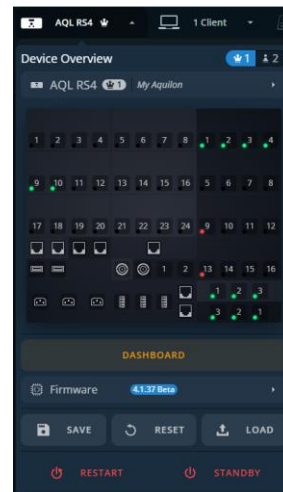 AQL RS4 1 Client
Device Overview 1 2
AQL RS4 1 My Aquilon
1 2 3 4 5 6 7 8 1 2 3 4
9 10 11 12 13 14 15 16 5 6 7 8
17 18 19 20 21 22 23 24 9 10 11 12
1 2 13 14 15 16
1 2 3
3 2 1
DASHBOARD
Firmware 4.1.37 Beta
SAVE RESET LOAD
RESTART STANDBY